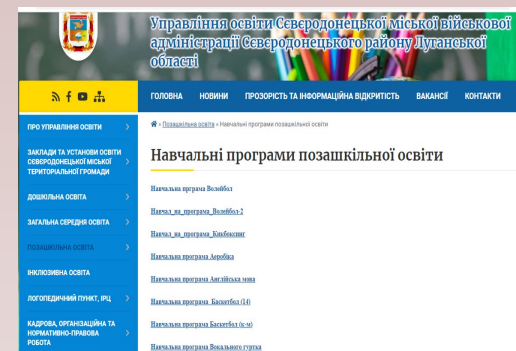 Управління освіти Сєвєродонецької міської військової
адміністрації Сєвєродонецького району Луганської
області
ГОЛОВНА НОВИНИ ПРОЗОРІСТЬ ТА ІНФОРМАЦІЙНА ВІДКРИТІСТЬ ВАКАНСІЇ КОНТАКТИ
ПРО УПРАВЛІННЯ ОСВІТИ
ЗАКЛАДИ ТА УСТАНОВИ ОСВІТИ
СЄВЄРОДОНЕЦЬКОЇ МІСЬКОЇ
ТЕРИТОРІАЛЬНОЇ ГРОМАДИ
ДОШКІЛЬНА ОСВІТА
ЗАГАЛЬНА СЕРЕДНЯ ОСВІТА
ПОЗАШКІЛЬНА ОСВІТА
ІНКЛЮЗИВНА ОСВІТА
ЛОГОПЕДИЧНИЙ ПУНКТ, ІРЦ
КАДРОВА, ОРГАНІЗАЦІЙНА ТА
НОРМАТИВНО-ПРАВОВА
РОБОТА
» Позашкільна освіта » Навчальні програми позашкільної освіти
Навчальні програми позашкільної освіти
Навчальна прграма Волейбол
Навчал_на_програма_Волейбол-2
Навчал_на_програма_Кикбоксинг
Навчальна програма Аеробіка
Навчальна програма Англійська мова
Навчальна програма Баскетбол (14)
Навчальна програма Баскетбол (к-м)
Навчальна програма Вокального гуртка